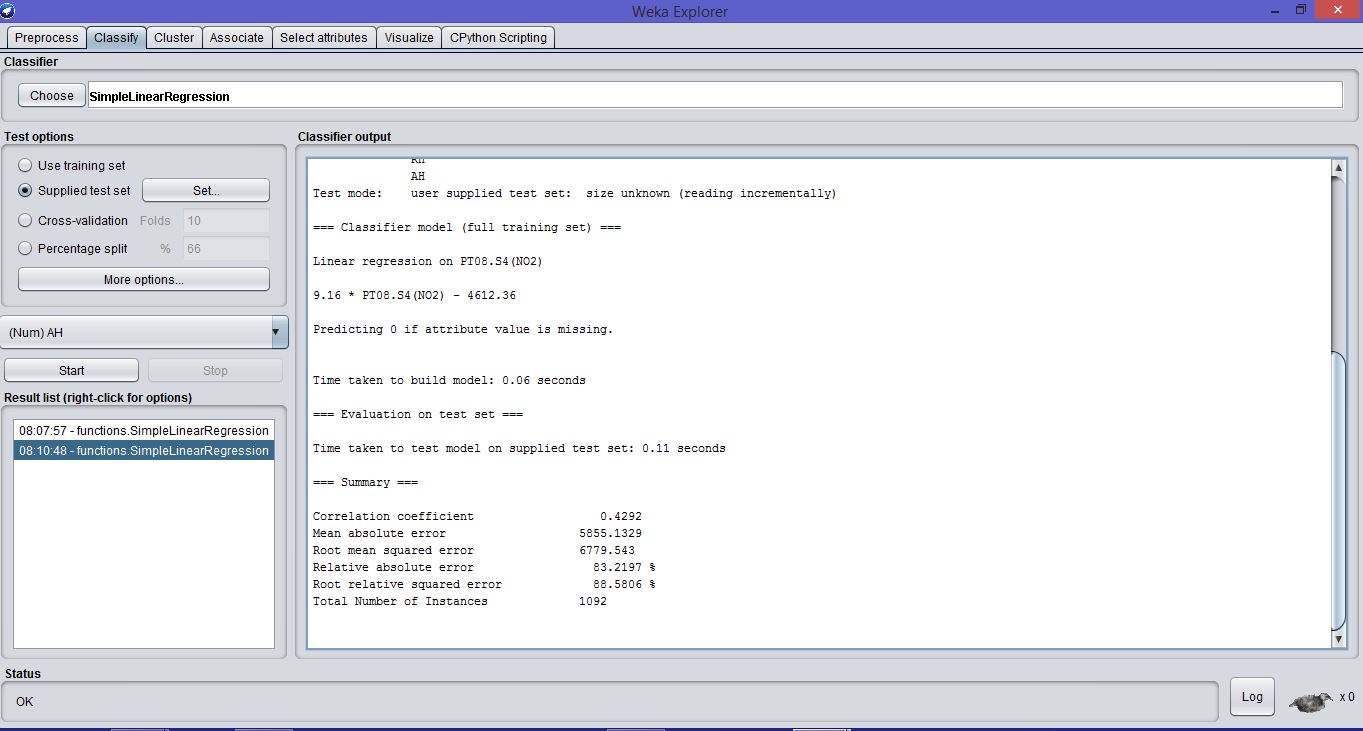 Weka Explorer
Preprocess Classify Cluster Associate Select attributes Visualize CPython Scripting
Classifier
Choose SimpleLinearRegression
Test options
Use training set
Supplied test set Set...
Cross-validation Folds 10
Percentage split % 66
More options...
(Num) AH
Start Stop
Result list (right-click for options)
08:07:57 - functions.SimpleLinearRegression
08:10:48 - functions.SimpleLinearRegression
Classifier output
RH
AH
Test mode: user supplied test set: size unknown (reading incrementally)
=== Classifier model (full training set) ===
Linear regression on PT08.S4(NO2)
9.16 * PT08.S4(NO2) - 4612.36
Predicting 0 if attribute value is missing.
Time taken to build model: 0.06 seconds
=== Evaluation on test set ===
Time taken to test model on supplied test set: 0.11 seconds
=== Summary ===
Correlation coefficient 0.4292
Mean absolute error 5855.1329
Root mean squared error 6779.543
Relative absolute error 83.2197 %
Root relative squared error 88.5806 %
Total Number of Instances 1092
Status
OK
Log x 0